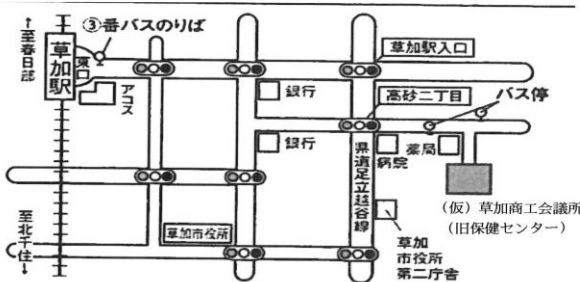 ↑至春日部
草加駅
東口
③番バスのりば
アコス
草加駅入口
銀行
高砂二丁目
バス停
銀行
県道足立越谷線
病院
薬局
(仮)草加商工会議所
(旧保健センター)
至北千住↓
草加市役所
草加
市役所
第二庁舎